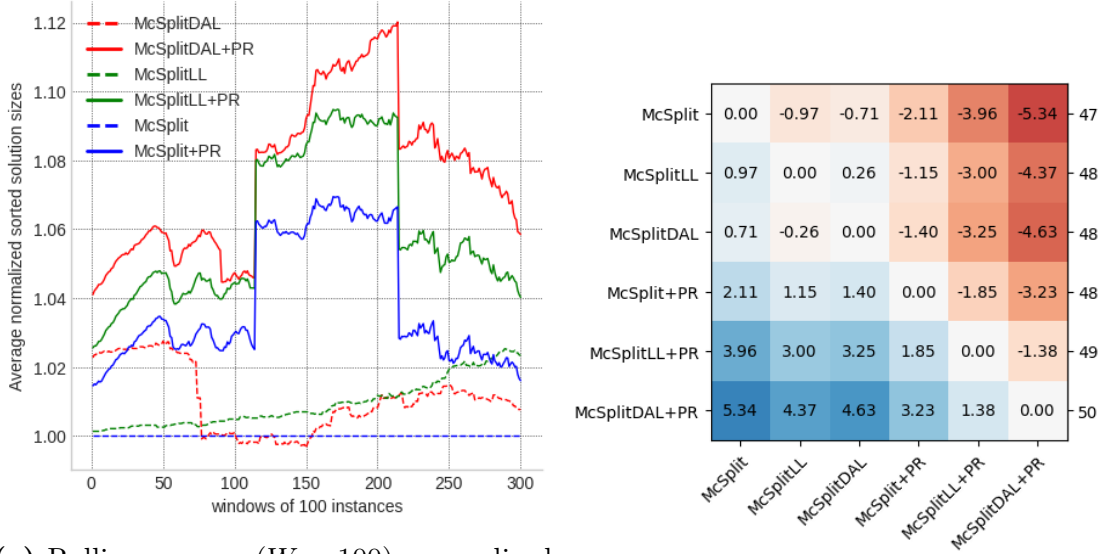 Average normalized sorted solution sizes
1.12
1.10
1.08
1.06
1.04
1.02
1.00
McSplitDAL
McSplitDAL+PR
McSplitLL
McSplitLL+PR
McSplit
McSplit+PR
0 50 100 150 200 250 300
windows of 100 instances
McSplit 0.00 -0.97 -0.71 -2.11 -3.96 -5.34 47
McSplitLL 0.97 0.00 0.26 -1.15 -3.00 -4.37 48
McSplitDAL 0.71 -0.26 0.00 -1.40 -3.25 -4.63 48
McSplit+PR 2.11 1.15 1.40 0.00 -1.85 -3.23 48
McSplitLL+PR 3.96 3.00 3.25 1.85 0.00 -1.38 49
McSplitDAL+PR 5.34 4.37 4.63 3.23 1.38 0.00 50
McSplit McSplitLL McSplitDAL McSplit+PR McSplitLL+PR McSplitDAL+PR